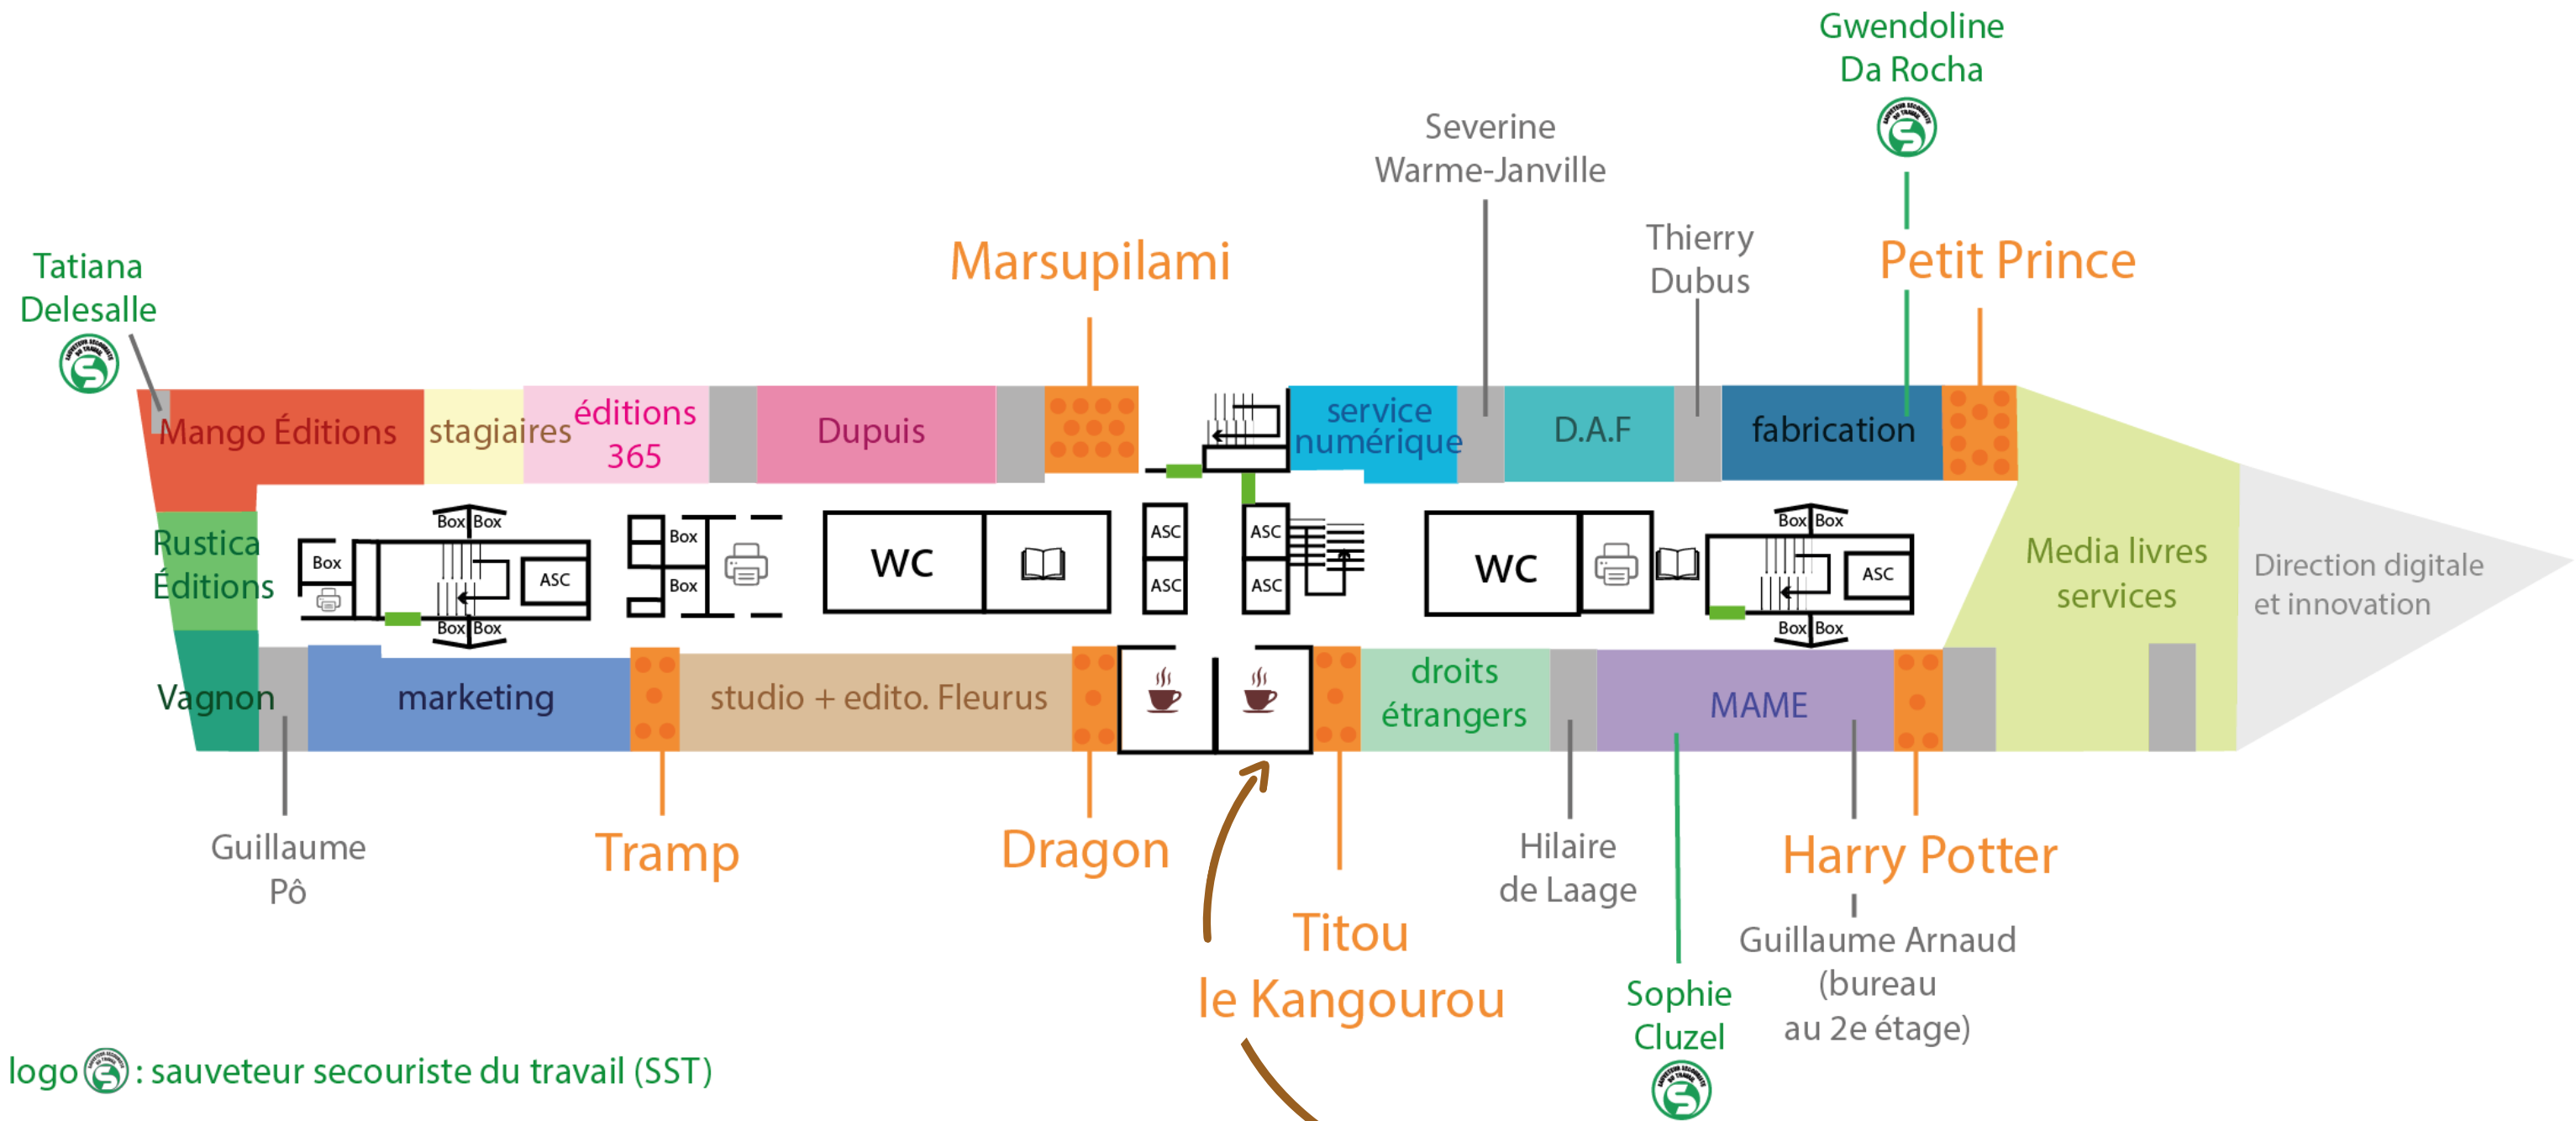 Gwendoline
Da Rocha
Severine
Warme-Janville
Thierry
Dubus
Marsupilami
Petit Prince
Tatiana
Delesalle
Mango Éditions
stagiaires
éditions
365
Dupuis
service
numérique
D.A.F
fabrication
Box Box
Box
ASC
ASC
Box Box
Rustica
Éditions
Box
ASC
Box
WC
ASC
ASC
WC
ASC
Media livres
services
Direction digitale
et innovation
Box Box
Box Box
Vagnon
marketing
studio + edito. Fleurus
droits
étrangers
MAME
Guillaume
Pô
Tramp
Dragon
Hilaire
de Laage
Harry Potter
Titou
le Kangourou
Guillaume Arnaud
(bureau
au 2e étage)
Sophie
Cluzel
logo : sauveteur secouriste du travail (SST)